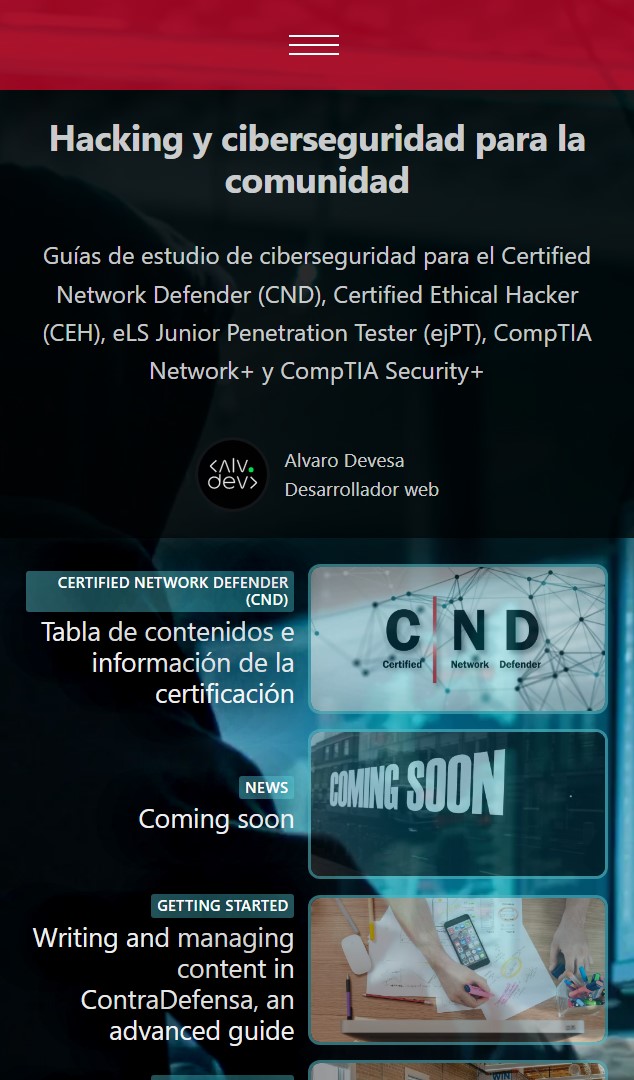 Hacking y ciberseguridad para la
comunidad
Guías de estudio de ciberseguridad para el Certified
Network Defender (CND), Certified Ethical Hacker
(CEH), eLS Junior Penetration Tester (ejPT), CompTIA
Network+ y CompTIA Security+
<ALV.
dev>
Alvaro Devesa
Desarrollador web
CERTIFIED NETWORK DEFENDER
(CND)
Tabla de contenidos e
información de la
certificación
C|ND
Certified Network Defender
NEWS
Coming soon
COMING SOON
GETTING STARTED
Writing and managing
content in
ContraDefensa, an
advanced guide
WIN